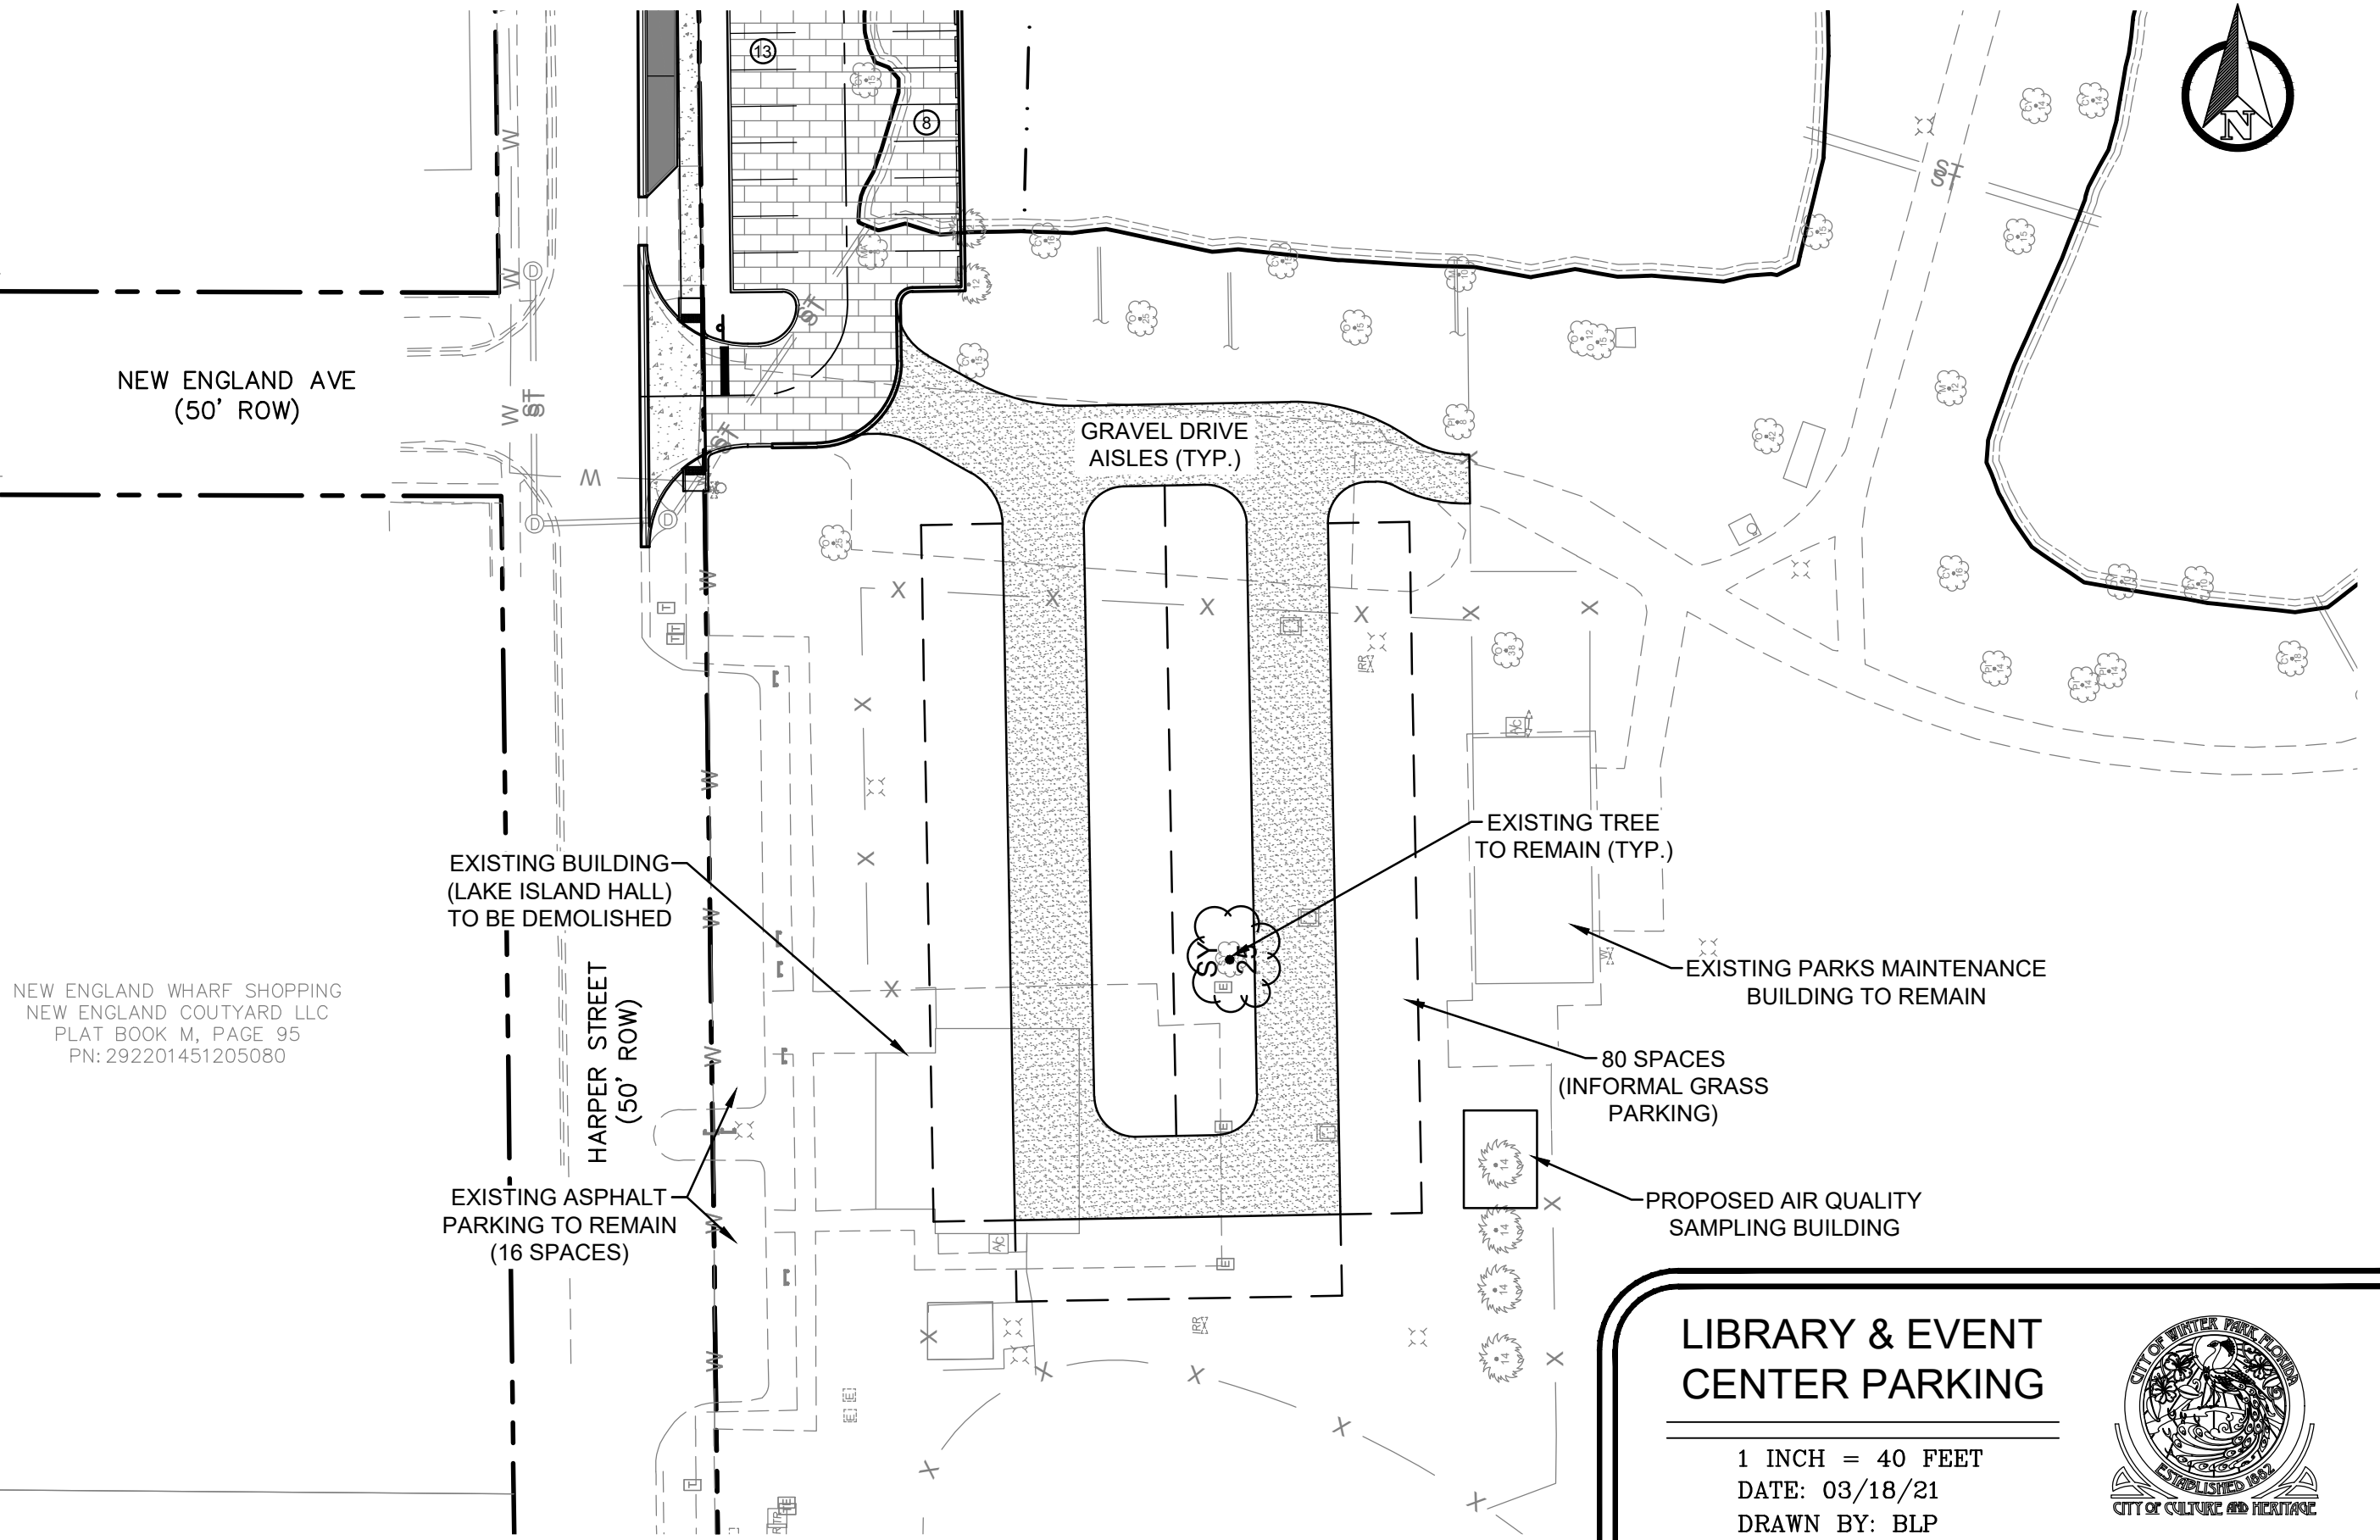 13
8
N
NEW ENGLAND AVE
(50' ROW)
GRAVEL DRIVE
AISLES (TYP.)
EXISTING TREE
TO REMAIN (TYP.)
EXISTING BUILDING
(LAKE ISLAND HALL)
TO BE DEMOLISHED
SY
25
EXISTING PARKS MAINTENANCE
BUILDING TO REMAIN
NEW ENGLAND WHARF SHOPPING
NEW ENGLAND COUTYARD LLC
PLAT BOOK M, PAGE 95
PN:292201451205080
HARPER STREET
(50' ROW)
80 SPACES
(INFORMAL GRASS
PARKING)
EXISTING ASPHALT
PARKING TO REMAIN
(16 SPACES)
PROPOSED AIR QUALITY
SAMPLING BUILDING
LIBRARY & EVENT
CENTER PARKING
1 INCH = 40 FEET
DATE: 03/18/21
DRAWN BY: BLP
CITY OF WINTER PARK, FLORIDA
ESTABLISHED 1882
CITY OF CULTURE AND HERITAGE